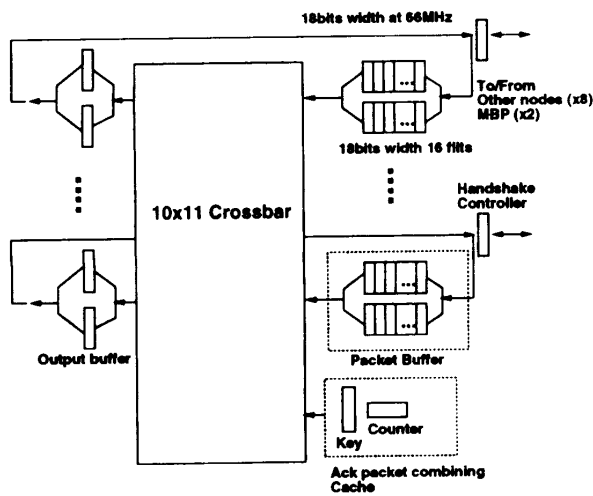 18bits width at 66MHz
To/From
Other nodes (x8)
MBP (x2)
18bits width 16 flits
10x11 Crossbar
Handshake
Controller
Output buffer
Packet Buffer
Key
Counter
Ack packet combining
Cache